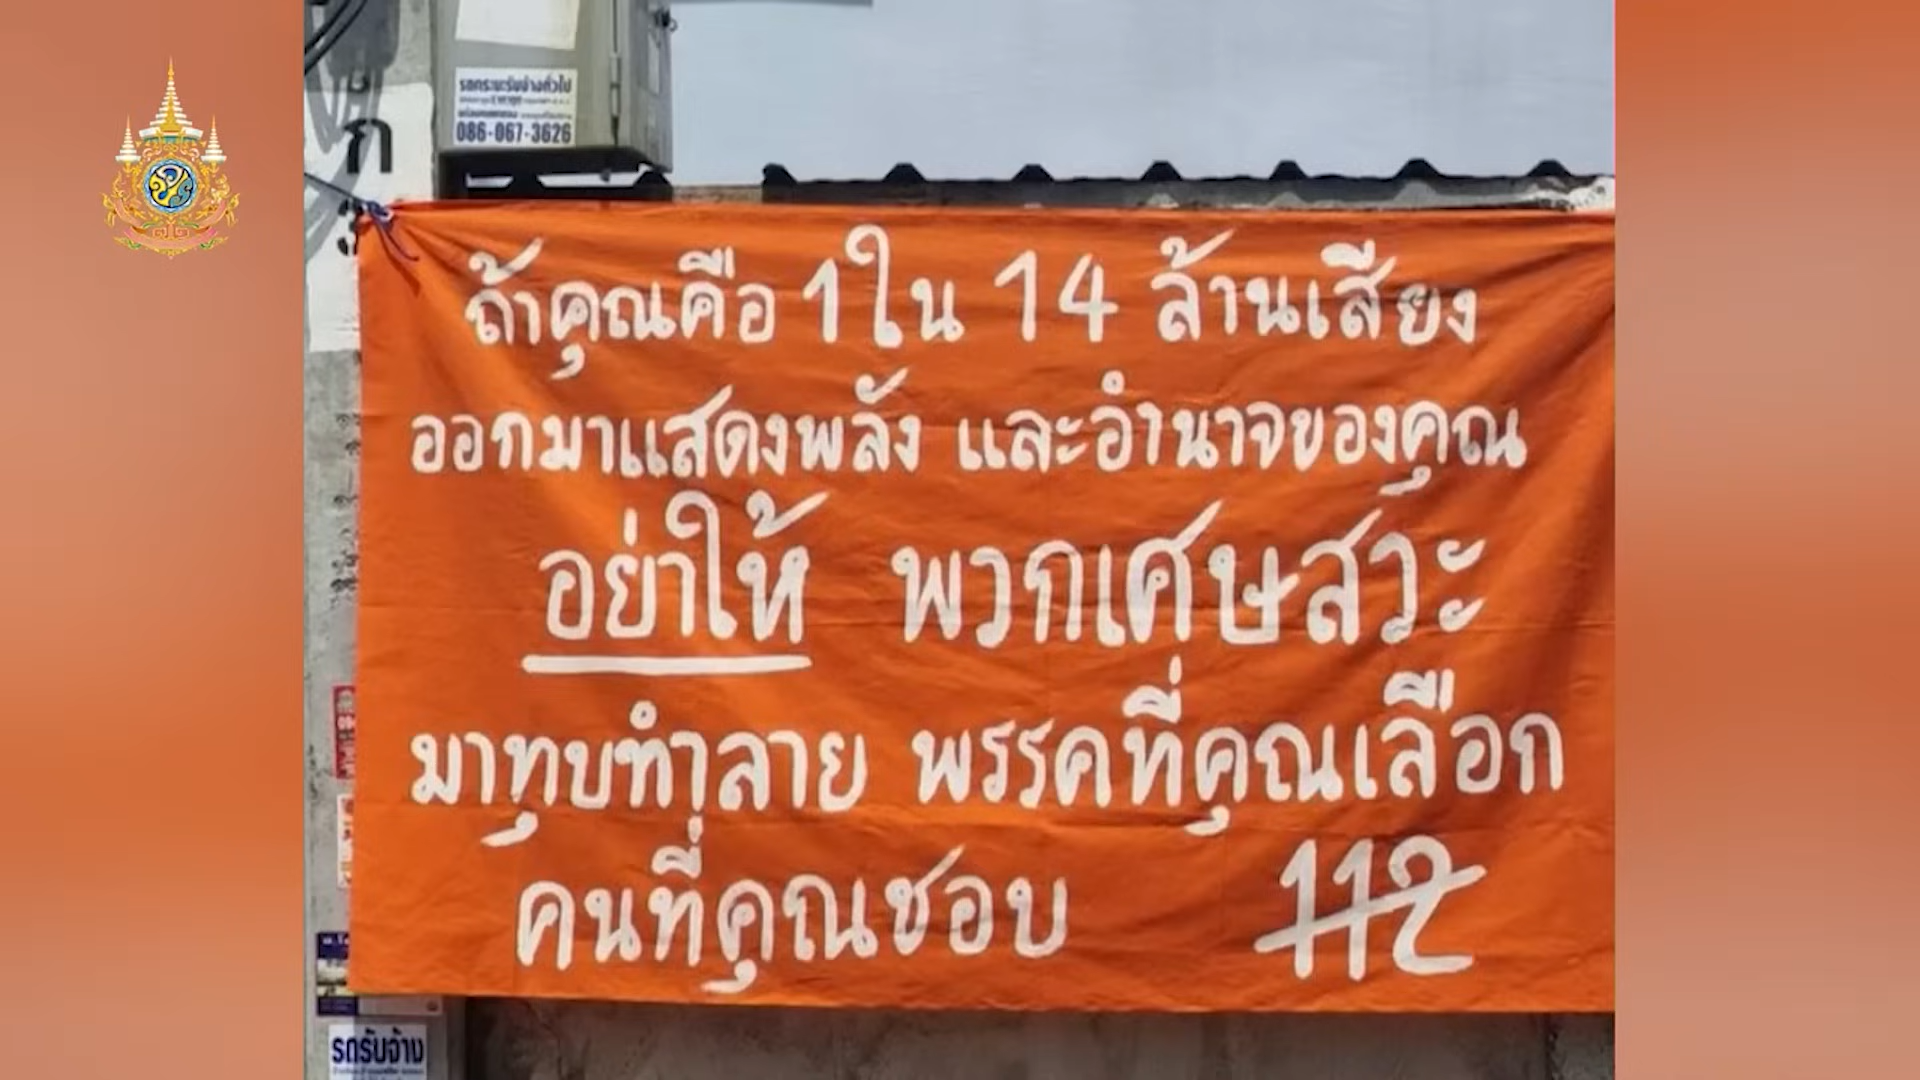 รถกระบะรับจ้างทั่วไป
086-067-3626
ก
ถ้าคุณคือ 1 ใน 14 ล้านเสียง
ออกมาแสดงพลัง และอำนาจของคุณ
อย่าให้ พวกเศษสวะ
มาทุบทำลาย พรรคที่คุณเลือก
คนที่คุณชอบ 112
รถรับจ้าง